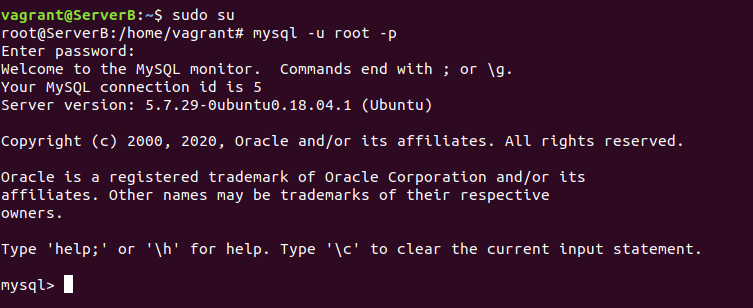 vagrant@ServerB:~$ sudo su
root@ServerB:/home/vagrant# mysql -u root -p
Enter password:
Welcome to the MySQL monitor.  Commands end with ; or \g.
Your MySQL connection id is 5
Server version: 5.7.29-0ubuntu0.18.04.1 (Ubuntu)
Copyright (c) 2000, 2020, Oracle and/or its affiliates. All rights reserved.
Oracle is a registered trademark of Oracle Corporation and/or its
affiliates. Other names may be trademarks of their respective
owners.
Type 'help;' or '\h' for help. Type '\c' to clear the current input statement.
mysql>